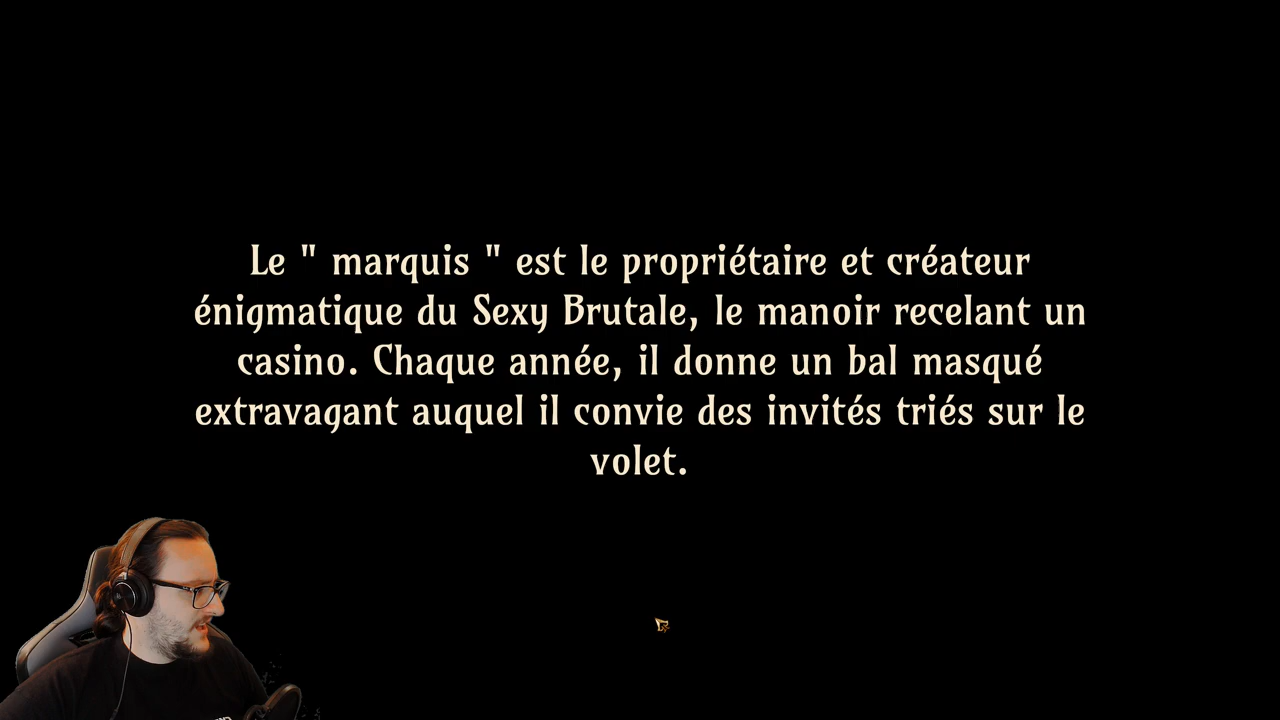 Le " marquis " est le propriétaire et créateur
énigmatique du Sexy Brutale, le manoir recelant un
casino. Chaque année, il donne un bal masqué
extravagant auquel il convie des invités triés sur le
volet.